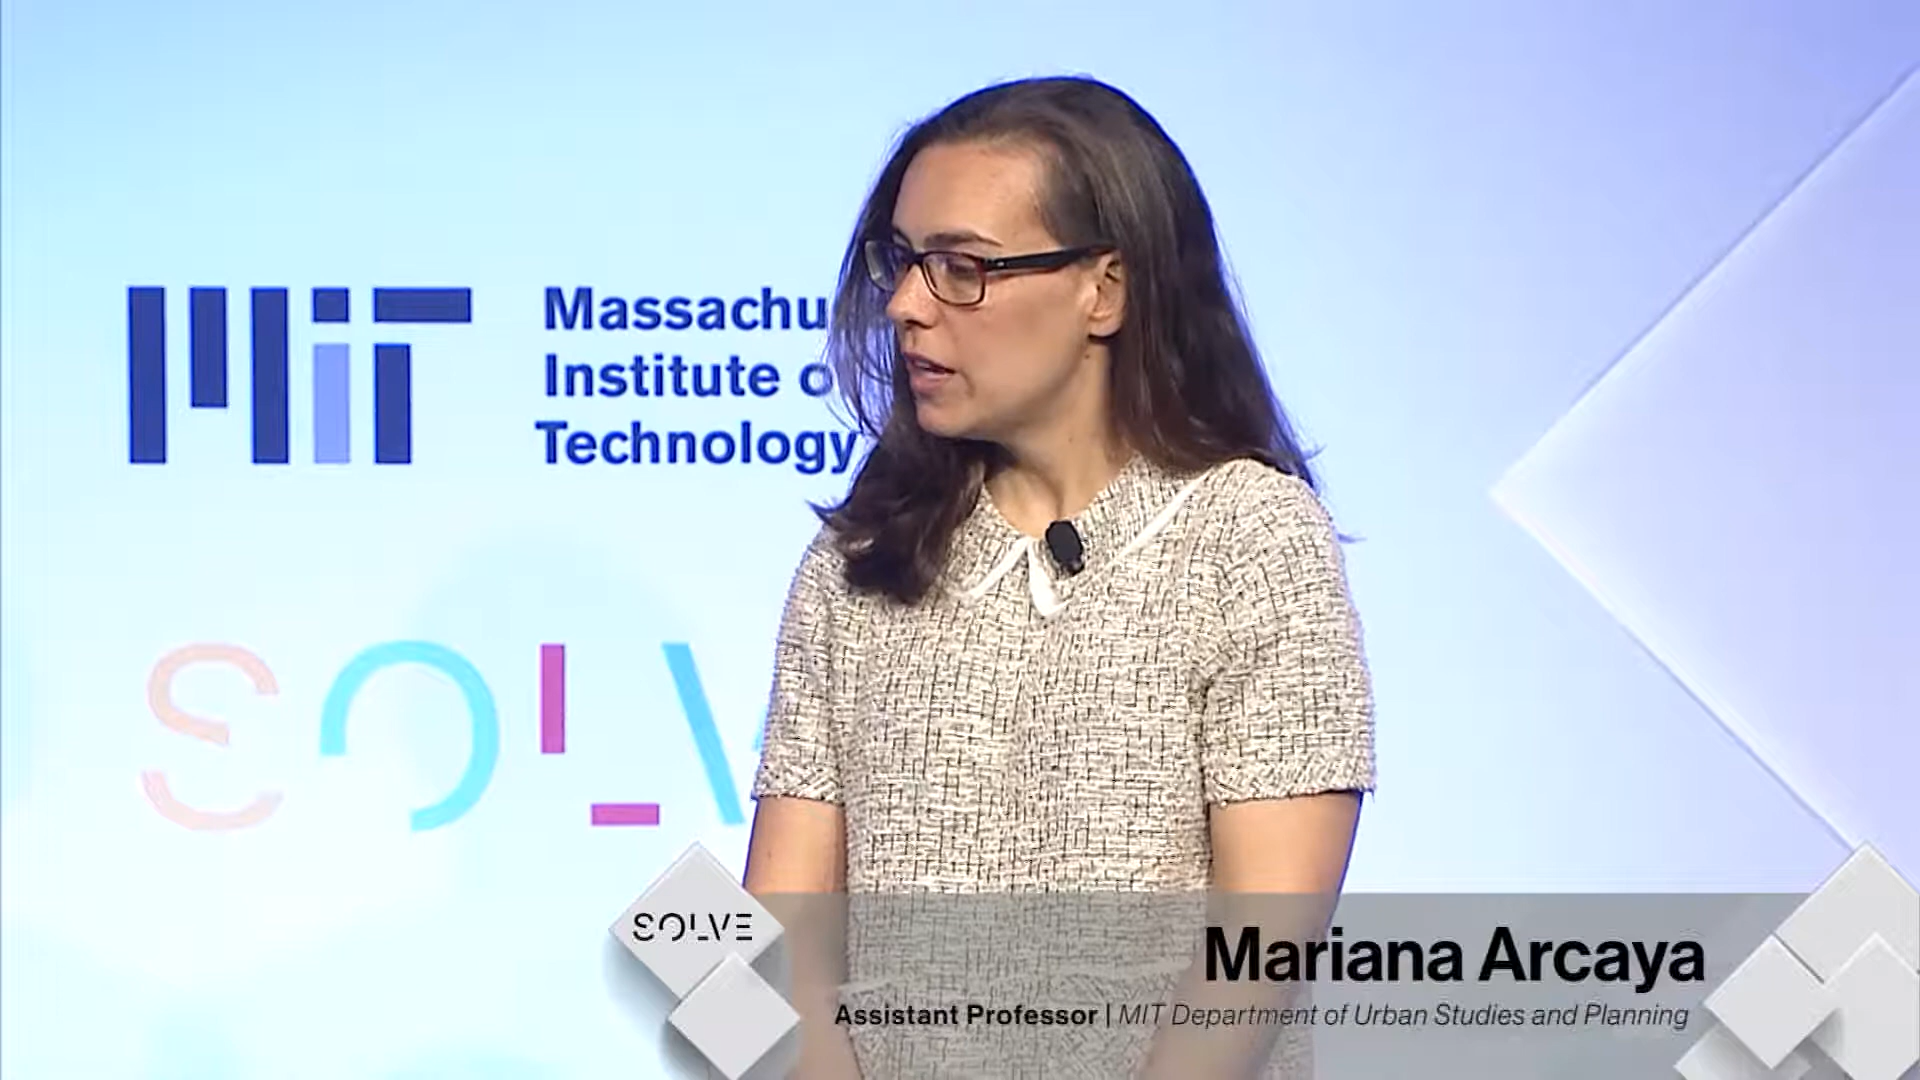 MIT
Massachu
Institute o
Technology
SOLV
SOLVE
Mariana Arcaya
Assistant Professor | MIT Department of Urban Studies and Planning